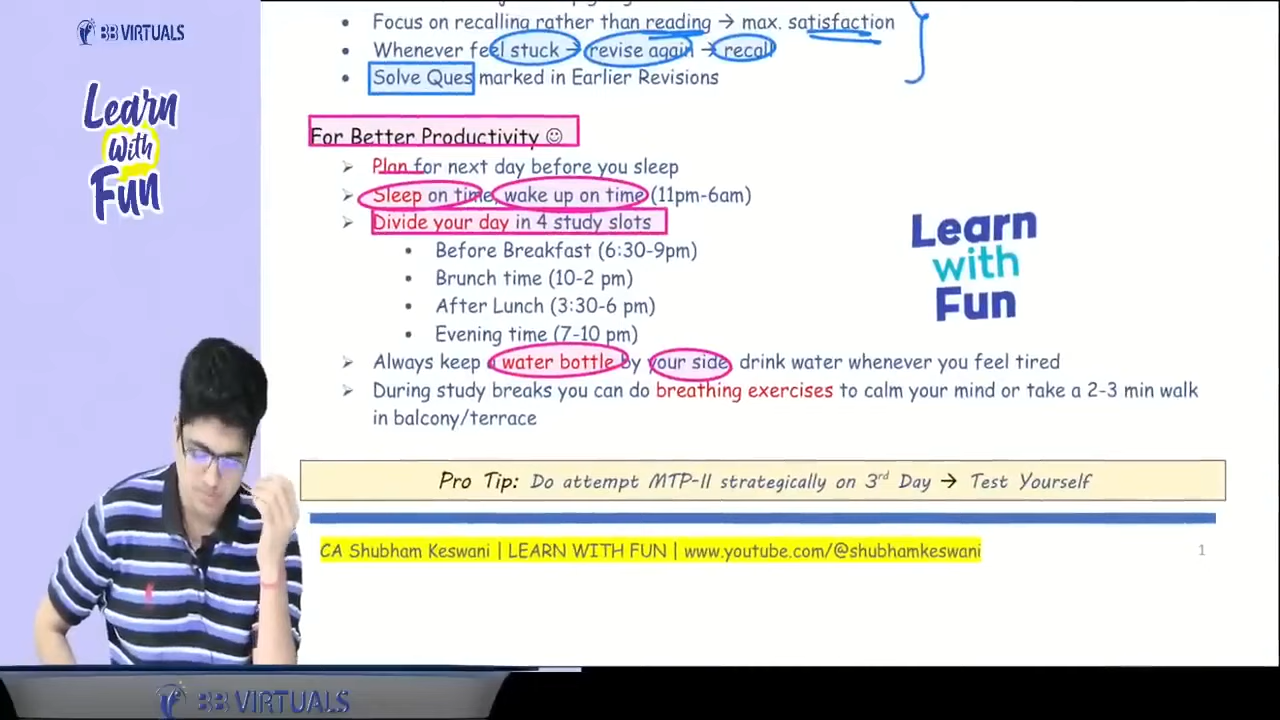 BB VIRTUALS
Learn
With
Fun
Focus on recalling rather than reading → max. satisfaction
Whenever feel stuck → revise again → recall
Solve Ques marked in Earlier Revisions
For Better Productivity ☺
Plan for next day before you sleep
Sleep on time, wake up on time (11pm-6am)
Divide your day in 4 study slots
Before Breakfast (6:30-9pm)
Brunch time (10-2 pm)
After Lunch (3:30-6 pm)
Evening time (7-10 pm)
Learn
with
Fun
Always keep a water bottle by your side, drink water whenever you feel tired
During study breaks you can do breathing exercises to calm your mind or take a 2-3 min walk
in balcony/terrace
Pro Tip: Do attempt MTP-II strategically on 3rd Day → Test Yourself
CA Shubham Keswani | LEARN WITH FUN | www.youtube.com/@shubhamkeswani
1
BB VIRTUALS